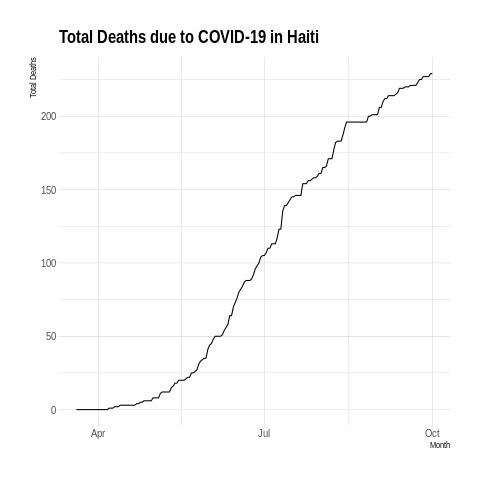 Total Deaths due to COVID-19 in Haiti
Total Deaths
200
150
100
50
0
Apr Jul Oct
Month